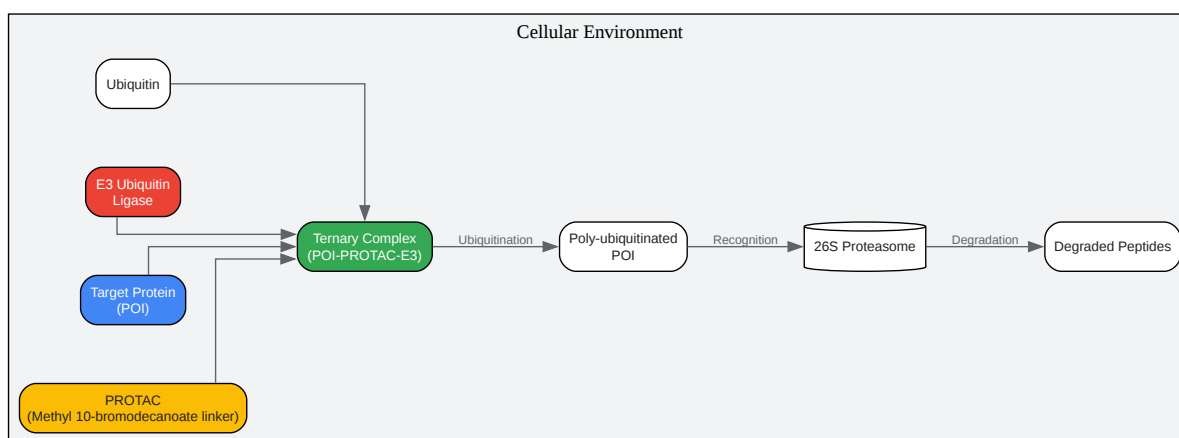 Cellular Environment
Ubiquitin
E3 Ubiquitin
Ligase
Target Protein
(POI)
PROTAC
(Methyl 10-bromodecanoate linker)
Ternary Complex
(POI-PROTAC-E3)
Ubiquitination
Poly-ubiquitinated
POI
Recognition
26S Proteasome
Degradation
Degraded Peptides